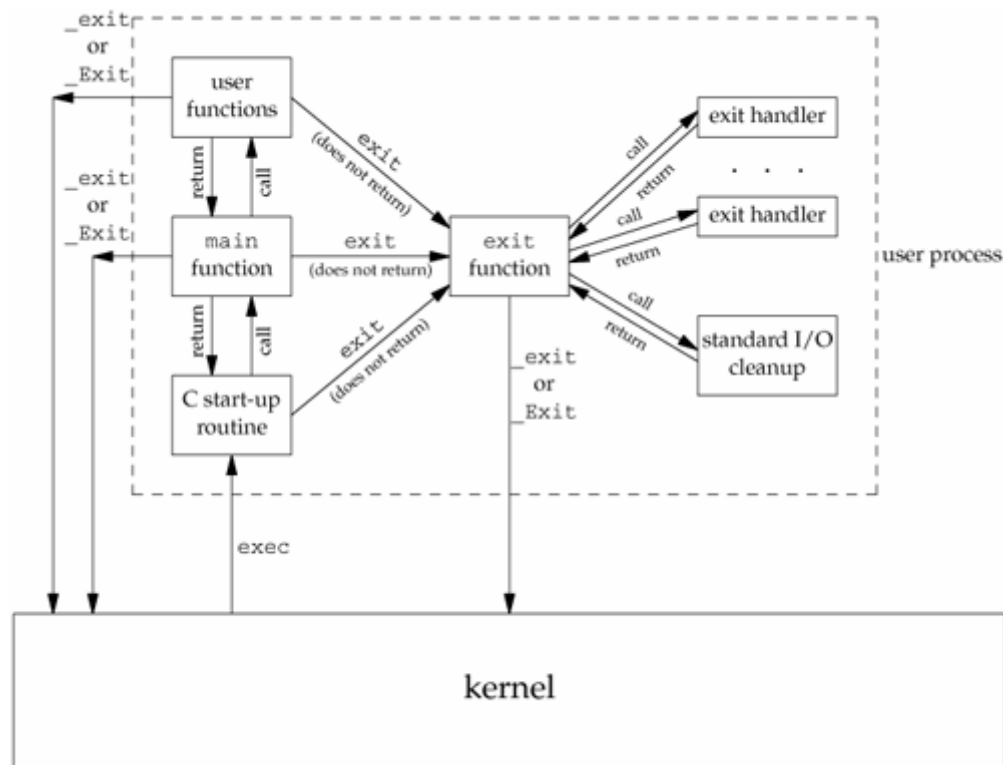 _exit
or
_Exit
user
functions
exit
(does not return)
call
return
exit handler
. . .
_exit
or
_Exit
return
call
call
return
exit handler
main
function
exit
(does not return)
exit
function
user process
return
call
exit
(does not return)
call
return
standard I/O
cleanup
C start-up
routine
_exit
or
_Exit
exec
kernel